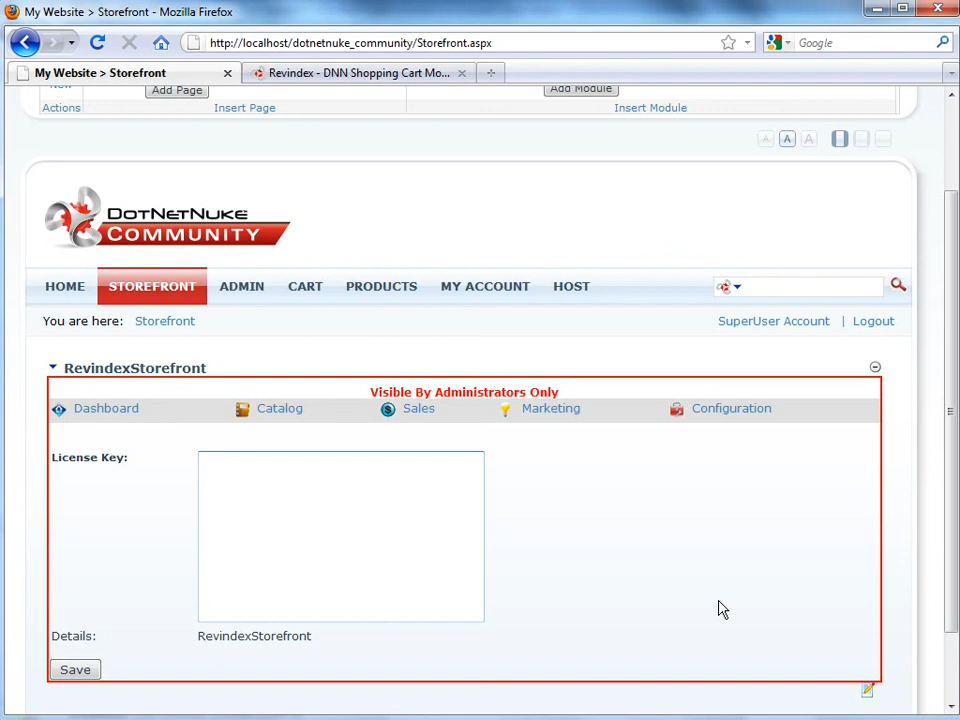 My Website > Storefront - Mozilla Firefox
http://localhost/dotnetnuke_community/Storefront.aspx
Google
My Website > Storefront
Revindex - DNN Shopping Cart Mo...
New
Add Page
Add Module
Actions
Insert Page
Insert Module
A A A
DOTNETNUKE
COMMUNITY
HOME STOREFRONT ADMIN CART PRODUCTS MY ACCOUNT HOST
You are here: Storefront
SuperUser Account | Logout
RevindexStorefront
Visible By Administrators Only
Dashboard Catalog Sales Marketing Configuration
License Key:
Details: RevindexStorefront
Save